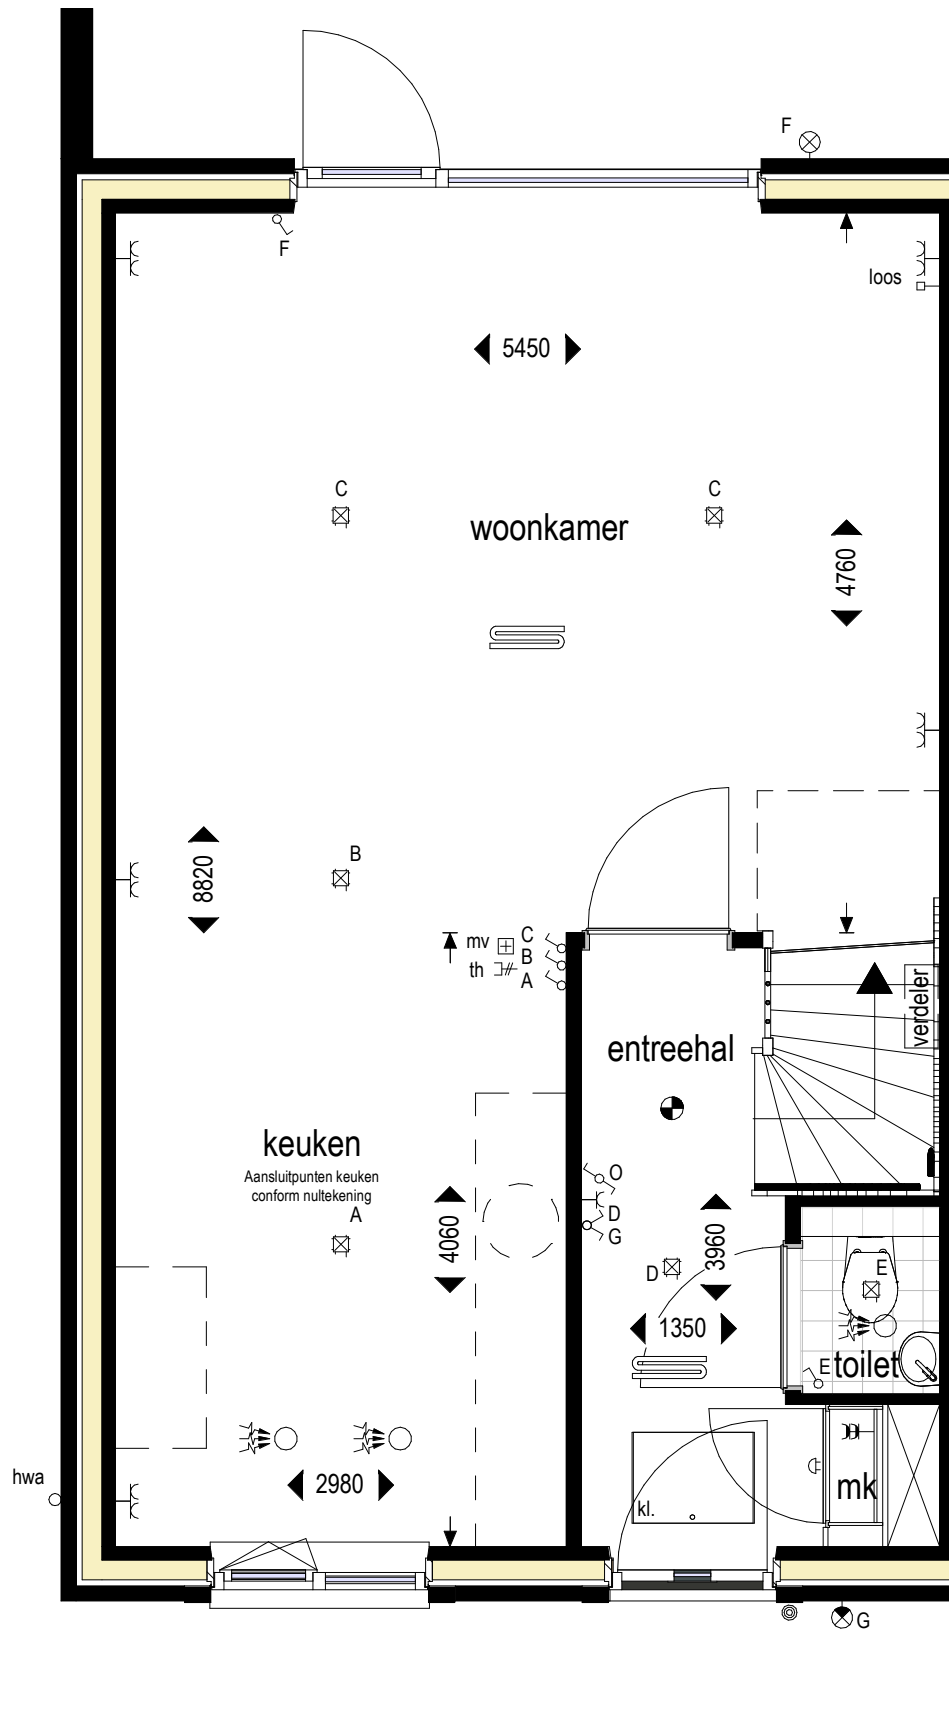 F
F
loos
5450
C
C
woonkamer
4760
B
8820
mv
C
B
th
A
verdeler
entreehal
keuken
Aansluitpunten keuken
conform nultekening
A
O
D
G
4060
3960
D
E
1350
E
toilet
hwa
2980
kl.
mk
G